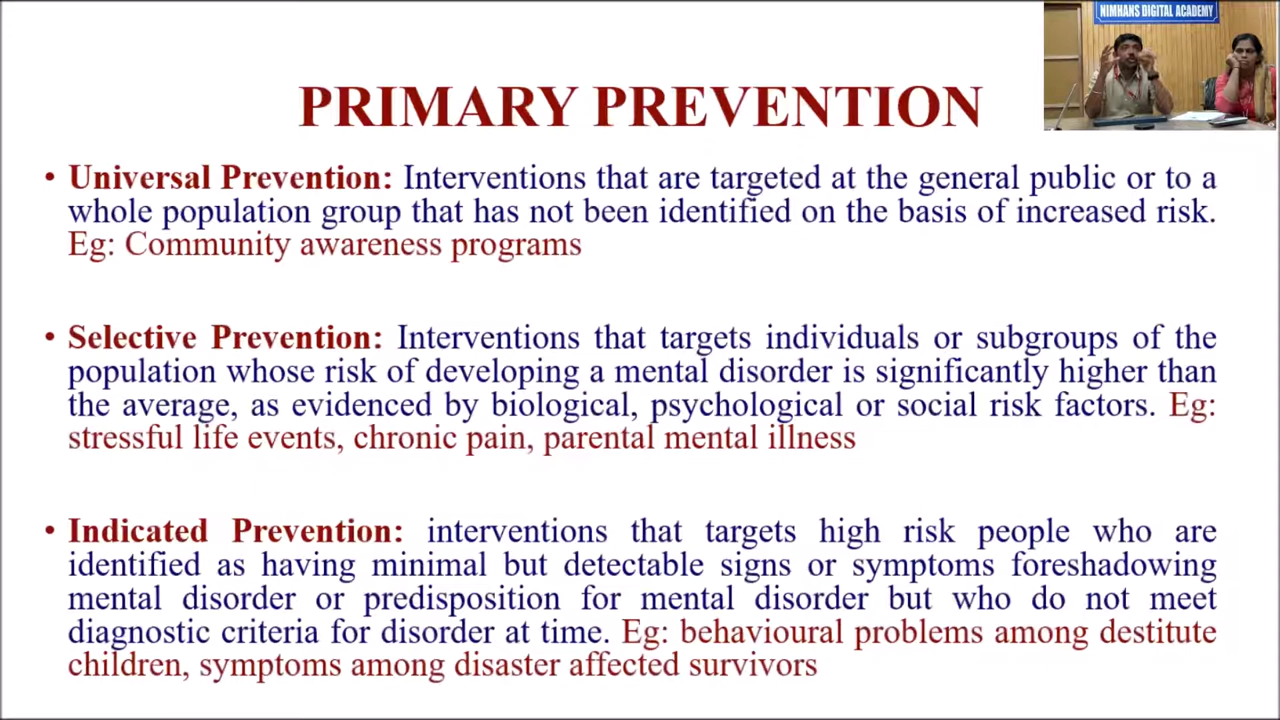 NIMHANS DIGITAL ACADEMY
PRIMARY PREVENTION
• Universal Prevention: Interventions that are targeted at the general public or to a
whole population group that has not been identified on the basis of increased risk.
Eg: Community awareness programs
• Selective Prevention: Interventions that targets individuals or subgroups of the
population whose risk of developing a mental disorder is significantly higher than
the average, as evidenced by biological, psychological or social risk factors. Eg:
stressful life events, chronic pain, parental mental illness
• Indicated Prevention: interventions that targets high risk people who are
identified as having minimal but detectable signs or symptoms foreshadowing
mental disorder or predisposition for mental disorder but who do not meet
diagnostic criteria for disorder at time. Eg: behavioural problems among destitute
children, symptoms among disaster affected survivors